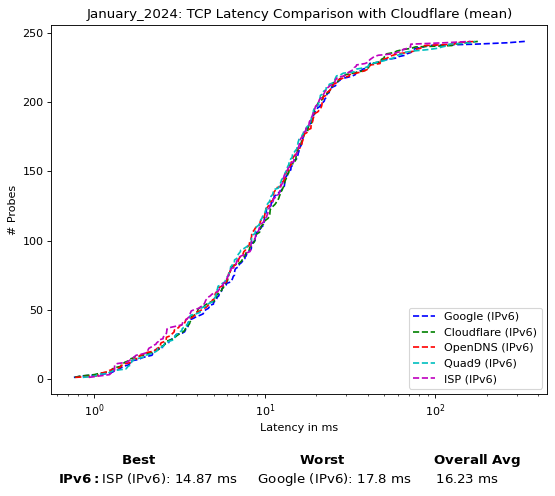 January_2024: TCP Latency Comparison with Cloudflare (mean)
250
200
150
100
50
0
# Probes
Google (IPv6)
Cloudflare (IPv6)
OpenDNS (IPv6)
Quad9 (IPv6)
ISP (IPv6)
10⁰ 10¹ 10²
Latency in ms
Best Worst Overall Avg
IPv6: ISP (IPv6): 14.87 ms Google (IPv6): 17.8 ms 16.23 ms